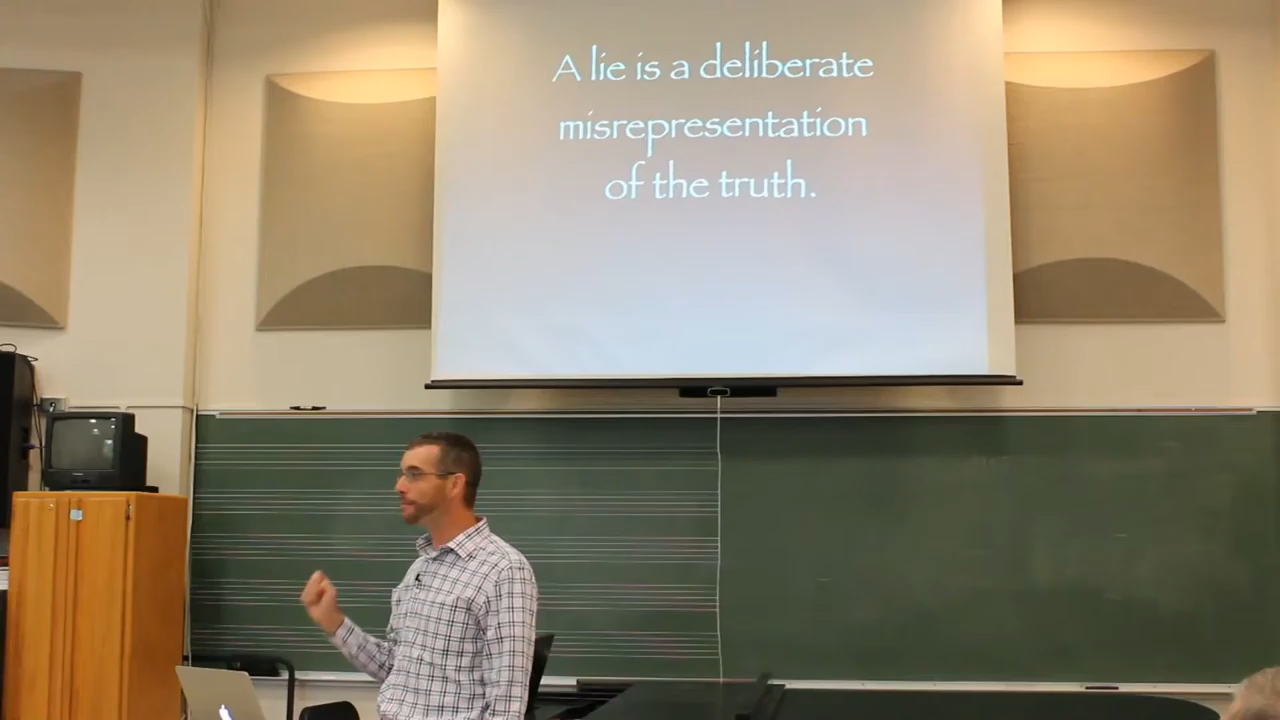 A lie is a deliberate
misrepresentation
of the truth.